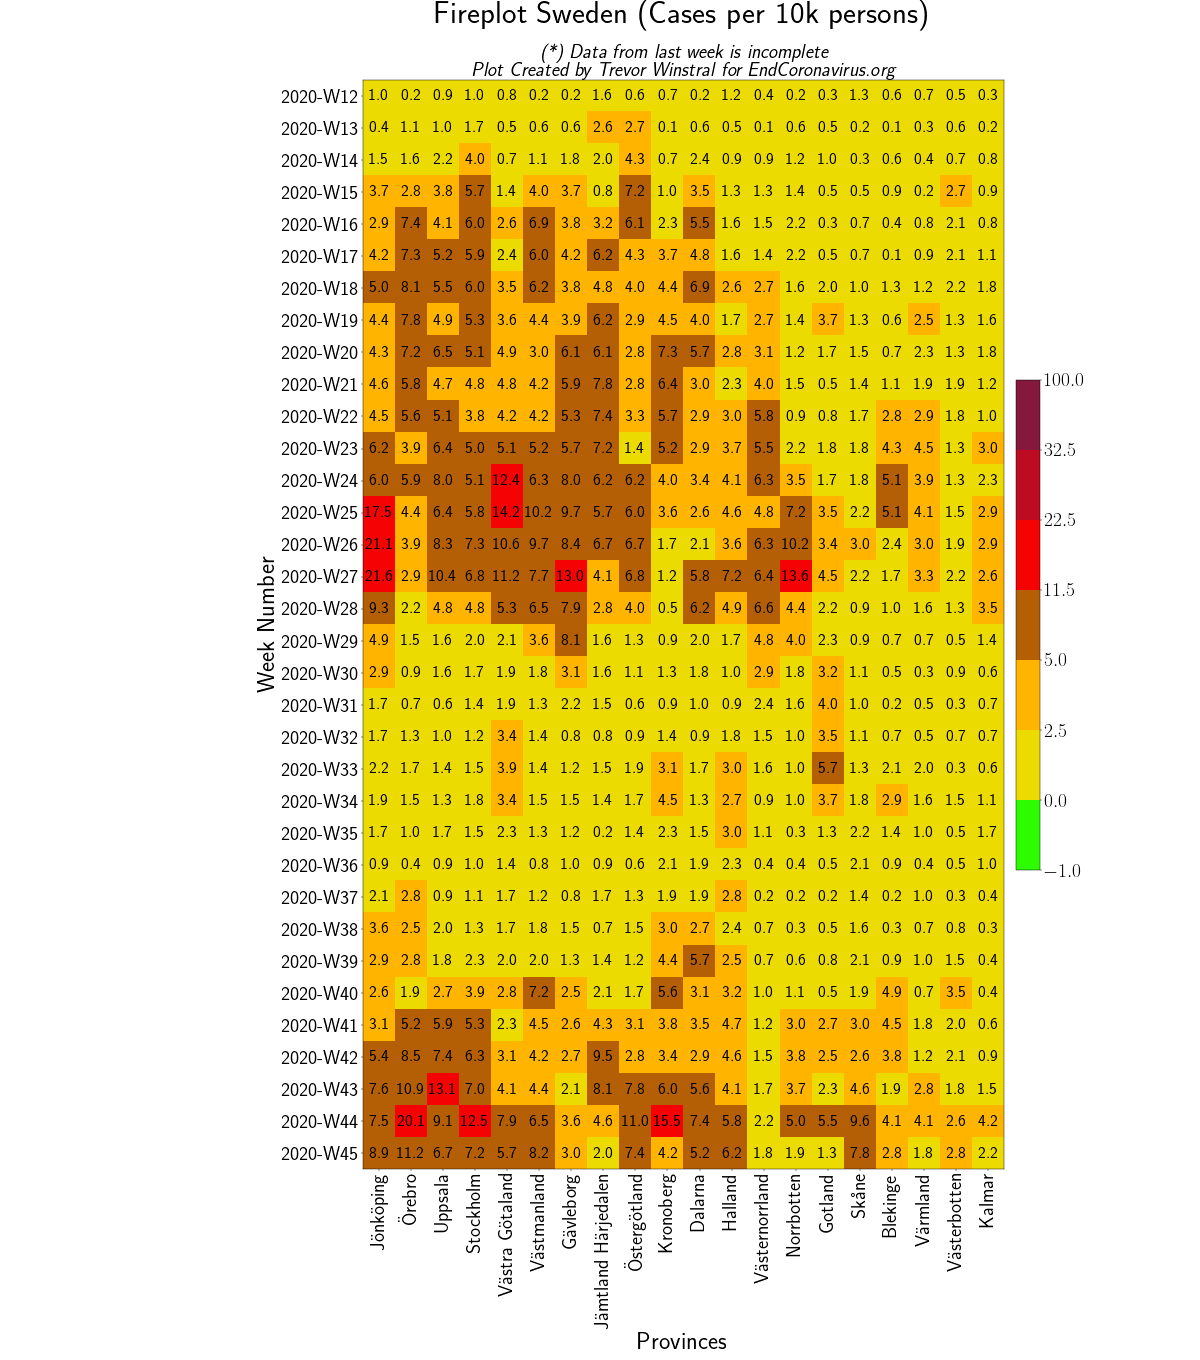 Fireplot Sweden (Cases per 10k persons)
(*) Data from last week is incomplete
Plot Created by Trevor Winstral for EndCoronavirus.org
2020-W12 1.0 0.2 0.9 1.0 0.8 0.2 0.2 1.6 0.6 0.7 0.2 1.2 0.4 0.2 0.3 1.3 0.6 0.7 0.5 0.3
2020-W13 0.4 1.1 1.0 1.7 0.5 0.6 0.6 2.6 2.7 0.1 0.6 0.5 0.1 0.6 0.5 0.2 0.1 0.3 0.6 0.2
2020-W14 1.5 1.6 2.2 4.0 0.7 1.1 1.8 2.0 4.3 0.7 2.4 0.9 0.9 1.2 1.0 0.3 0.6 0.4 0.7 0.8
2020-W15 3.7 2.8 3.8 5.7 1.4 4.0 3.7 0.8 7.2 1.0 3.5 1.3 1.3 1.4 0.5 0.5 0.9 0.2 2.7 0.9
2020-W16 2.9 7.4 4.1 6.0 2.6 6.9 3.8 3.2 6.1 2.3 5.5 1.6 1.5 2.2 0.3 0.7 0.4 0.8 2.1 0.8
2020-W17 4.2 7.3 5.2 5.9 2.4 6.0 4.2 6.2 4.3 3.7 4.8 1.6 1.4 2.2 0.5 0.7 0.1 0.9 2.1 1.1
2020-W18 5.0 8.1 5.5 6.0 3.5 6.2 3.8 4.8 4.0 4.4 6.9 2.6 2.7 1.6 2.0 1.0 1.3 1.2 2.2 1.8
2020-W19 4.4 7.8 4.9 5.3 3.6 4.4 3.9 6.2 2.9 4.5 4.0 1.7 2.7 1.4 3.7 1.3 0.6 2.5 1.3 1.6
2020-W20 4.3 7.2 6.5 5.1 4.9 3.0 6.1 6.1 2.8 7.3 5.7 2.8 3.1 1.2 1.7 1.5 0.7 2.3 1.3 1.8
2020-W21 4.6 5.8 4.7 4.8 4.8 4.2 5.9 7.8 2.8 6.4 3.0 2.3 4.0 1.5 0.5 1.4 1.1 1.9 1.9 1.2
2020-W22 4.5 5.6 5.1 3.8 4.2 4.2 5.3 7.4 3.3 5.7 2.9 3.0 5.8 0.9 0.8 1.7 2.8 2.9 1.8 1.0
2020-W23 6.2 3.9 6.4 5.0 5.1 5.2 5.7 7.2 1.4 5.2 2.9 3.7 5.5 2.2 1.8 1.8 4.3 4.5 1.3 3.0
2020-W24 6.0 5.9 8.0 5.1 12.4 6.3 8.0 6.2 6.2 4.0 3.4 4.1 6.3 3.5 1.7 1.8 5.1 3.9 1.3 2.3
2020-W25 17.5 4.4 6.4 5.8 14.2 10.2 9.7 5.7 6.0 3.6 2.6 4.6 4.8 7.2 3.5 2.2 5.1 4.1 1.5 2.9
2020-W26 21.1 3.9 8.3 7.3 10.6 9.7 8.4 6.7 6.7 1.7 2.1 3.6 6.3 10.2 3.4 3.0 2.4 3.0 1.9 2.9
2020-W27 21.6 2.9 10.4 6.8 11.2 7.7 13.0 4.1 6.8 1.2 5.8 7.2 6.4 13.6 4.5 2.2 1.7 3.3 2.2 2.6
2020-W28 9.3 2.2 4.8 4.8 5.3 6.5 7.9 2.8 4.0 0.5 6.2 4.9 6.6 4.4 2.2 0.9 1.0 1.6 1.3 3.5
2020-W29 4.9 1.5 1.6 2.0 2.1 3.6 8.1 1.6 1.3 0.9 2.0 1.7 4.8 4.0 2.3 0.9 0.7 0.7 0.5 1.4
2020-W30 2.9 0.9 1.6 1.7 1.9 1.8 3.1 1.6 1.1 1.3 1.8 1.0 2.9 1.8 3.2 1.1 0.5 0.3 0.9 0.6
2020-W31 1.7 0.7 0.6 1.4 1.9 1.3 2.2 1.5 0.6 0.9 1.0 0.9 2.4 1.6 4.0 1.0 0.2 0.5 0.3 0.7
2020-W32 1.7 1.3 1.0 1.2 3.4 1.4 0.8 0.8 0.9 1.4 0.9 1.8 1.5 1.0 3.5 1.1 0.7 0.5 0.7 0.7
2020-W33 2.2 1.7 1.4 1.5 3.9 1.4 1.2 1.5 1.9 3.1 1.7 3.0 1.6 1.0 5.7 1.3 2.1 2.0 0.3 0.6
2020-W34 1.9 1.5 1.3 1.8 3.4 1.5 1.5 1.4 1.7 4.5 1.3 2.7 0.9 1.0 3.7 1.8 2.9 1.6 1.5 1.1
2020-W35 1.7 1.0 1.7 1.5 2.3 1.3 1.2 0.2 1.4 2.3 1.5 3.0 1.1 0.3 1.3 2.2 1.4 1.0 0.5 1.7
2020-W36 0.9 0.4 0.9 1.0 1.4 0.8 1.0 0.9 0.6 2.1 1.9 2.3 0.4 0.4 0.5 2.1 0.9 0.4 0.5 1.0
2020-W37 2.1 2.8 0.9 1.1 1.7 1.2 0.8 1.7 1.3 1.9 1.9 2.8 0.2 0.2 0.2 1.4 0.2 1.0 0.3 0.4
2020-W38 3.6 2.5 2.0 1.3 1.7 1.8 1.5 0.7 1.5 3.0 2.7 2.4 0.7 0.3 0.5 1.6 0.3 0.7 0.8 0.3
2020-W39 2.9 2.8 1.8 2.3 2.0 2.0 1.3 1.4 1.2 4.4 5.7 2.5 0.7 0.6 0.8 2.1 0.9 1.0 1.5 0.4
2020-W40 2.6 1.9 2.7 3.9 2.8 7.2 2.5 2.1 1.7 5.6 3.1 3.2 1.0 1.1 0.5 1.9 4.9 0.7 3.5 0.4
2020-W41 3.1 5.2 5.9 5.3 2.3 4.5 2.6 4.3 3.1 3.8 3.5 4.7 1.2 3.0 2.7 3.0 4.5 1.8 2.0 0.6
2020-W42 5.4 8.5 7.4 6.3 3.1 4.2 2.7 9.5 2.8 3.4 2.9 4.6 1.5 3.8 2.5 2.6 3.8 1.2 2.1 0.9
2020-W43 7.6 10.9 13.1 7.0 4.1 4.4 2.1 8.1 7.8 6.0 5.6 4.1 1.7 3.7 2.3 4.6 1.9 2.8 1.8 1.5
2020-W44 7.5 20.1 9.1 12.5 7.9 6.5 3.6 4.6 11.0 15.5 7.4 5.8 2.2 5.0 5.5 9.6 4.1 4.1 2.6 4.2
2020-W45 8.9 11.2 6.7 7.2 5.7 8.2 3.0 2.0 7.4 4.2 5.2 6.2 1.8 1.9 1.3 7.8 2.8 1.8 2.8 2.2
Jönköping
Örebro
Uppsala
Stockholm
Västra Götaland
Västmanland
Gävleborg
Jämtland Härjedalen
Östergötland
Kronoberg
Dalarna
Halland
Västernorrland
Norrbotten
Gotland
Skåne
Blekinge
Värmland
Västerbotten
Kalmar
Provinces
Week Number
100.0
32.5
22.5
11.5
5.0
2.5
0.0
−1.0